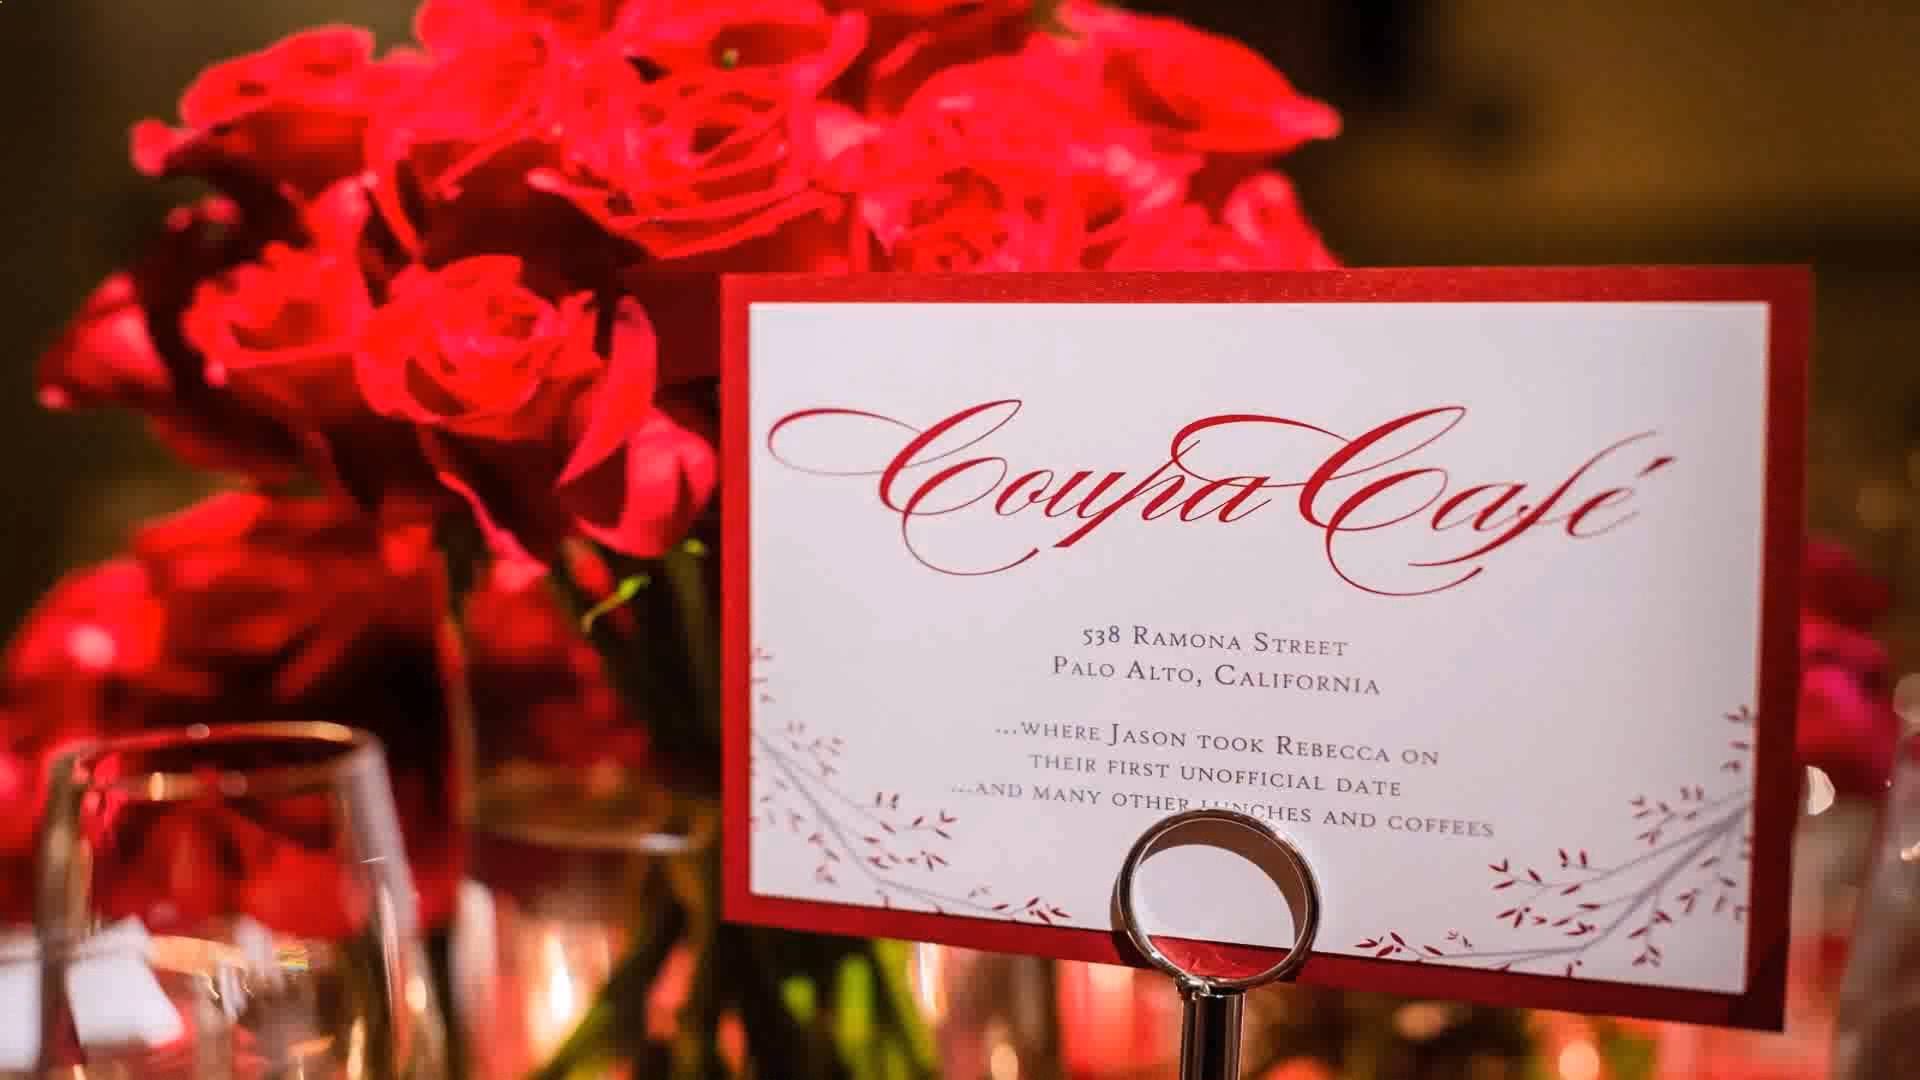 Coupa Café
538 Ramona Street
Palo Alto, California
...where Jason took Rebecca on
their first unofficial date
...and many other lunches and coffees